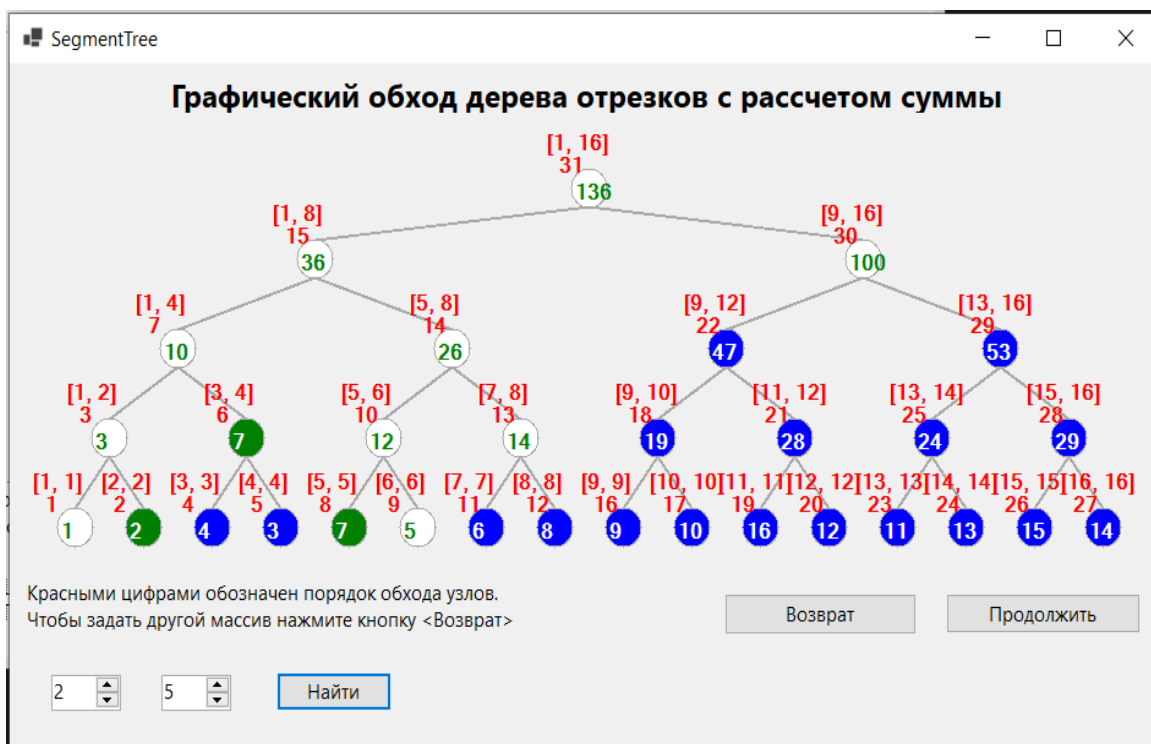 SegmentTree
Графический обход дерева отрезков с рассчетом суммы
[1, 16]
31
136
[1, 8] [9, 16]
15 30
36 100
[1, 4] [5, 8] [9, 12] [13, 16]
7 14 22 29
10 26 47 53
[1, 2] [3, 4] [5, 6] [7, 8] [9, 10] [11, 12] [13, 14] [15, 16]
3 6 10 13 18 21 25 28
3 7 12 14 19 28 24 29
[1, 1] [2, 2] [3, 3] [4, 4] [5, 5] [6, 6] [7, 7] [8, 8] [9, 9] [10, 10] [11, 11] [12, 12] [13, 13] [14, 14] [15, 15] [16, 16]
1 2 4 5 8 9 11 12 16 17 19 20 23 24 26 27
1 2 4 3 7 5 6 8 9 10 16 12 11 13 15 14
Красными цифрами обозначен порядок обхода узлов.
Чтобы задать другой массив нажмите кнопку <Возврат>
Возврат Продолжить
2 5 Найти